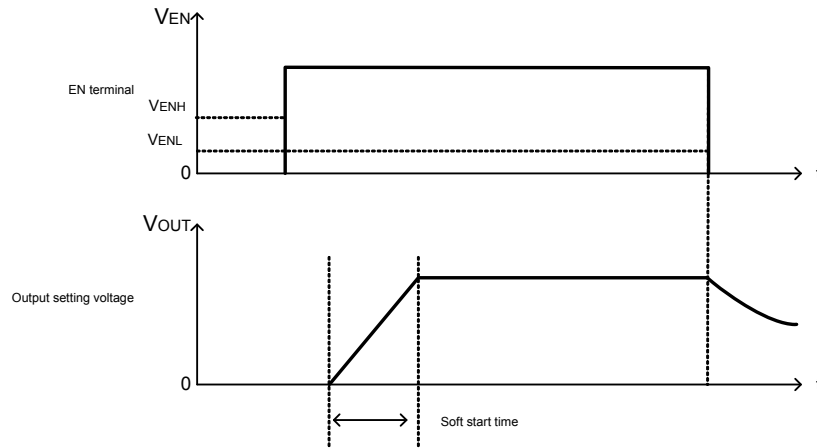 VEN
EN terminal
VENH
VENL
0
t
VOUT
Output setting voltage
0
t
Soft start time